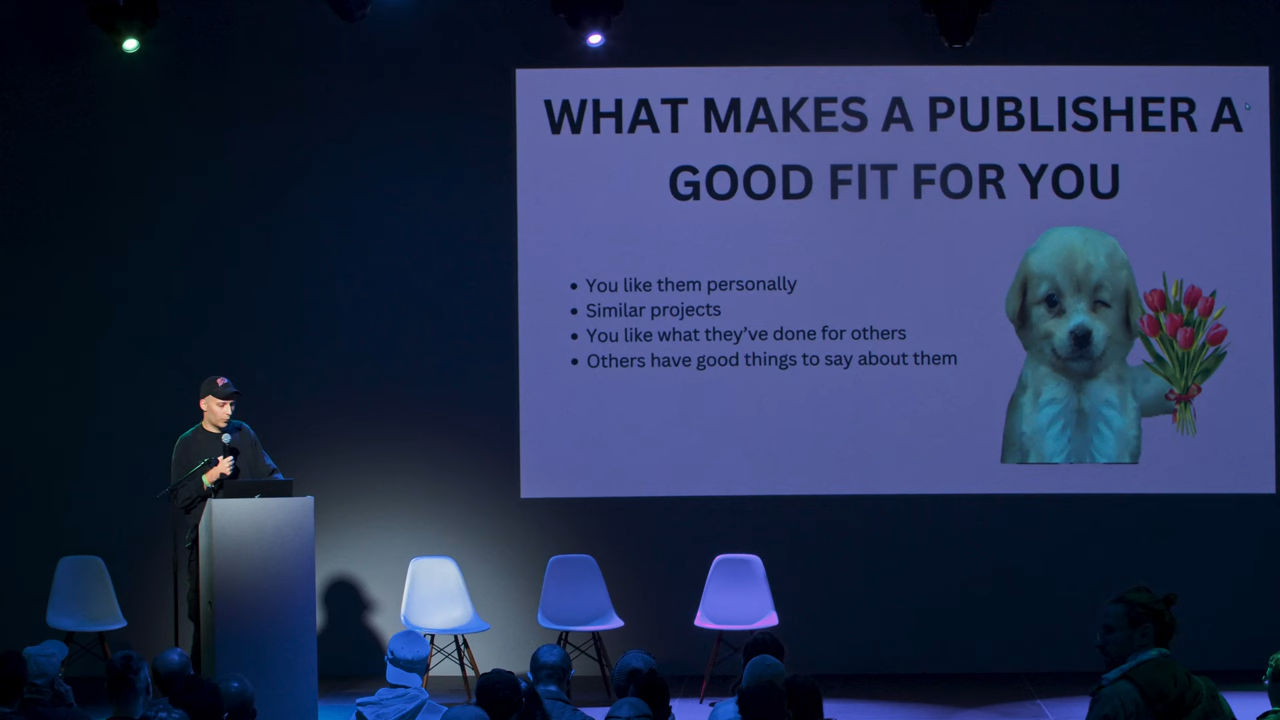 WHAT MAKES A PUBLISHER A
GOOD FIT FOR YOU
• You like them personally
• Similar projects
• You like what they've done for others
• Others have good things to say about them